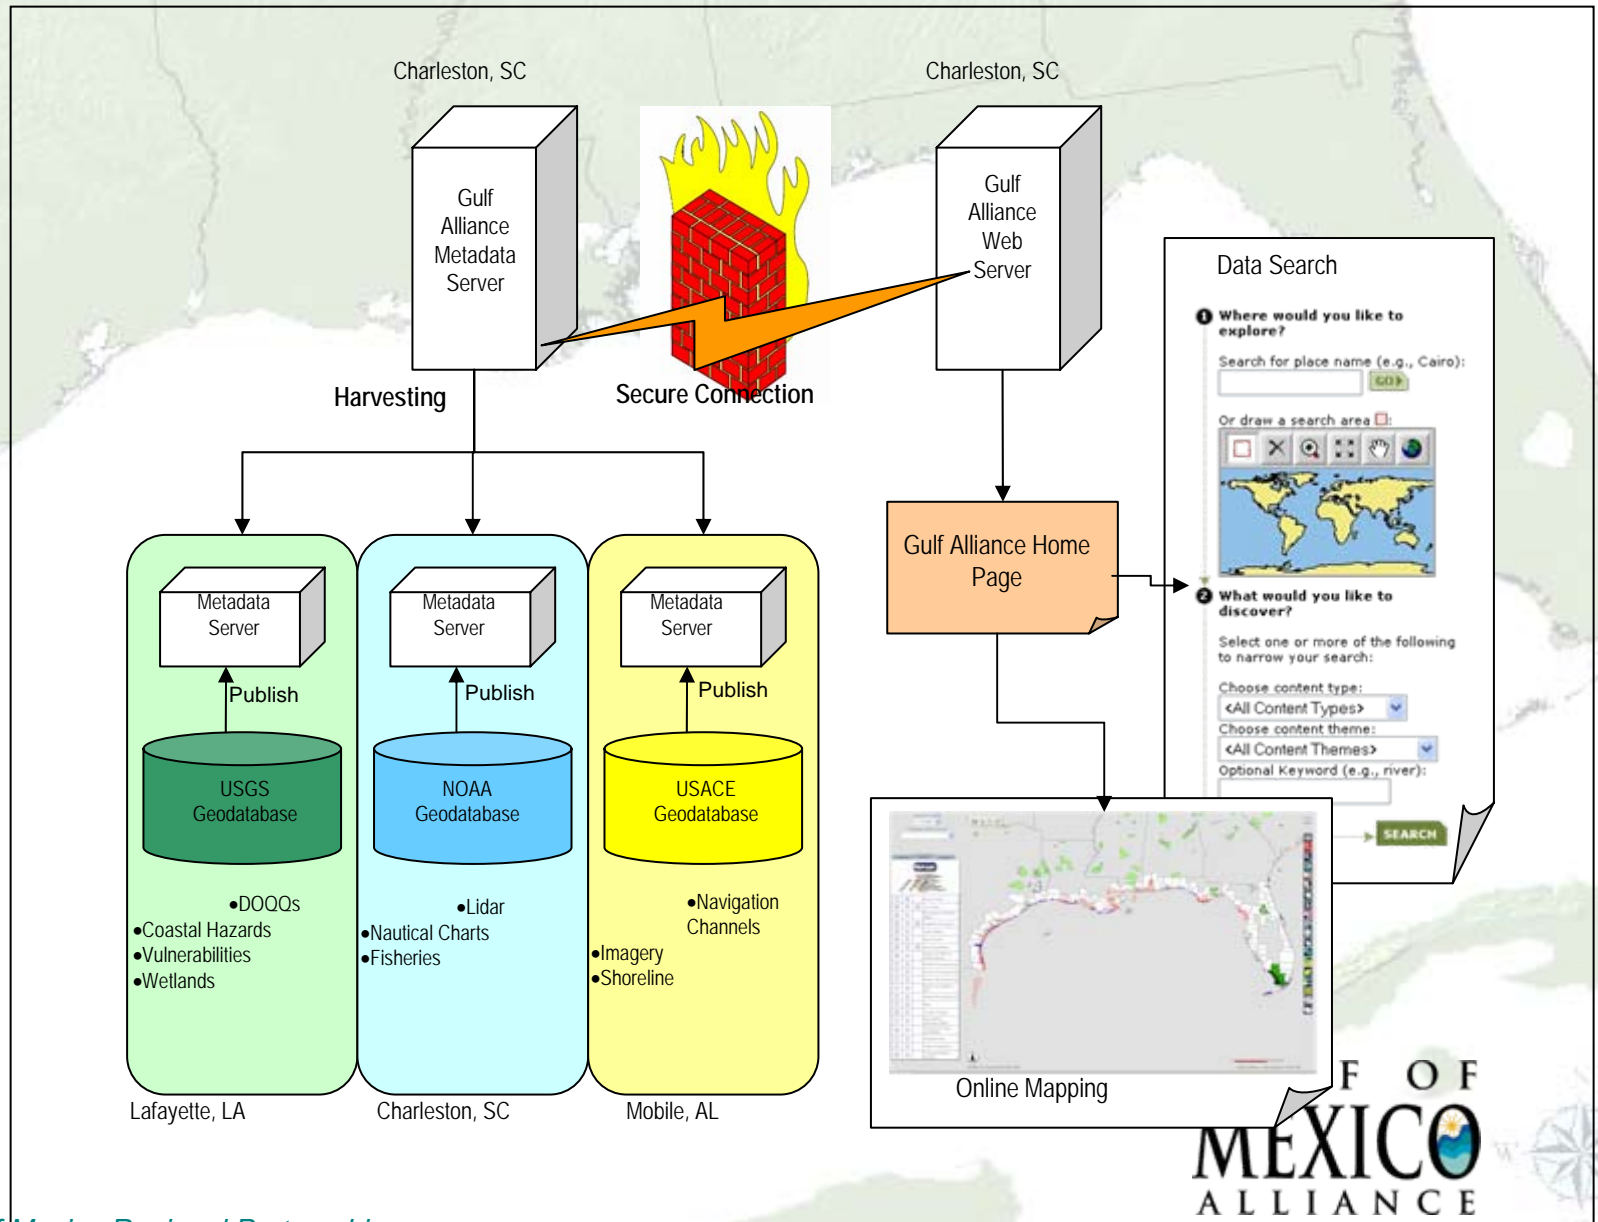 Charleston, SC
Charleston, SC
Gulf
Alliance
Metadata
Server
Gulf
Alliance
Web
Server
Harvesting
Secure Connection
Data Search
1 Where would you like to
explore?
Search for place name (e.g., Cairo):
GO
Or draw a search area :
2 What would you like to
discover?
Select one or more of the following
to narrow your search:
Choose content type:
<All Content Types>
Choose content theme:
<All Content Themes>
Optional Keyword (e.g., river):
SEARCH
Gulf Alliance Home
Page
Online Mapping
Metadata
Server
Publish
USGS
Geodatabase
•DOQQs
•Coastal Hazards
•Vulnerabilities
•Wetlands
Lafayette, LA
Metadata
Server
Publish
NOAA
Geodatabase
•Lidar
•Nautical Charts
•Fisheries
Charleston, SC
Metadata
Server
Publish
USACE
Geodatabase
•Navigation
Channels
•Imagery
•Shoreline
Mobile, AL
F OF
MEXICO
ALLIANCE
W